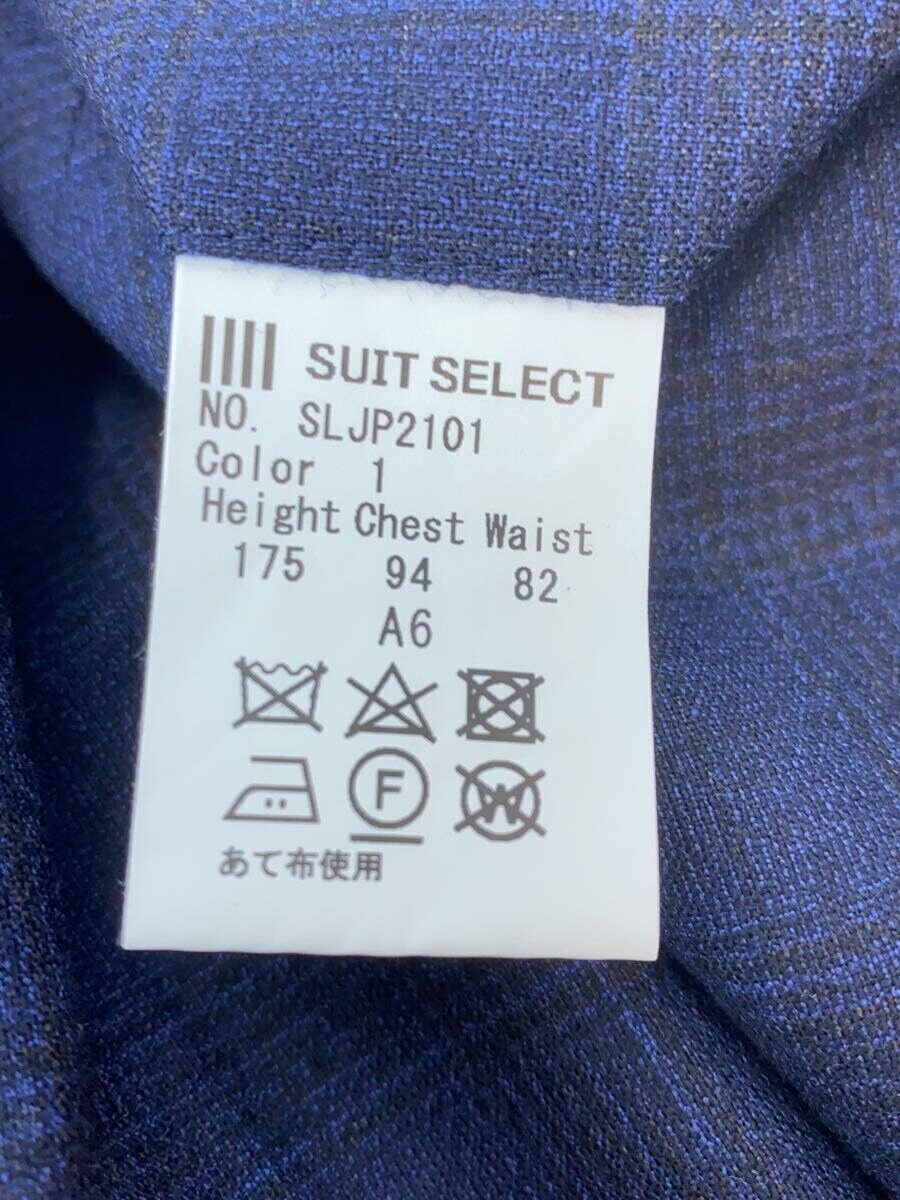 SUIT SELECT
NO. SLJP2101
Color 1
Height Chest Waist
175 94 82
A6
F W
あて布使用